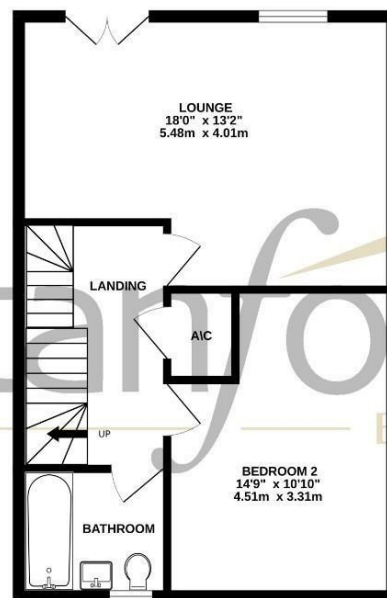 LOUNGE
18'0" x 13'2"
5.48m x 4.01m
LANDING
A\C
UP
BEDROOM 2
14'9" x 10'10"
4.51m x 3.31m
BATHROOM